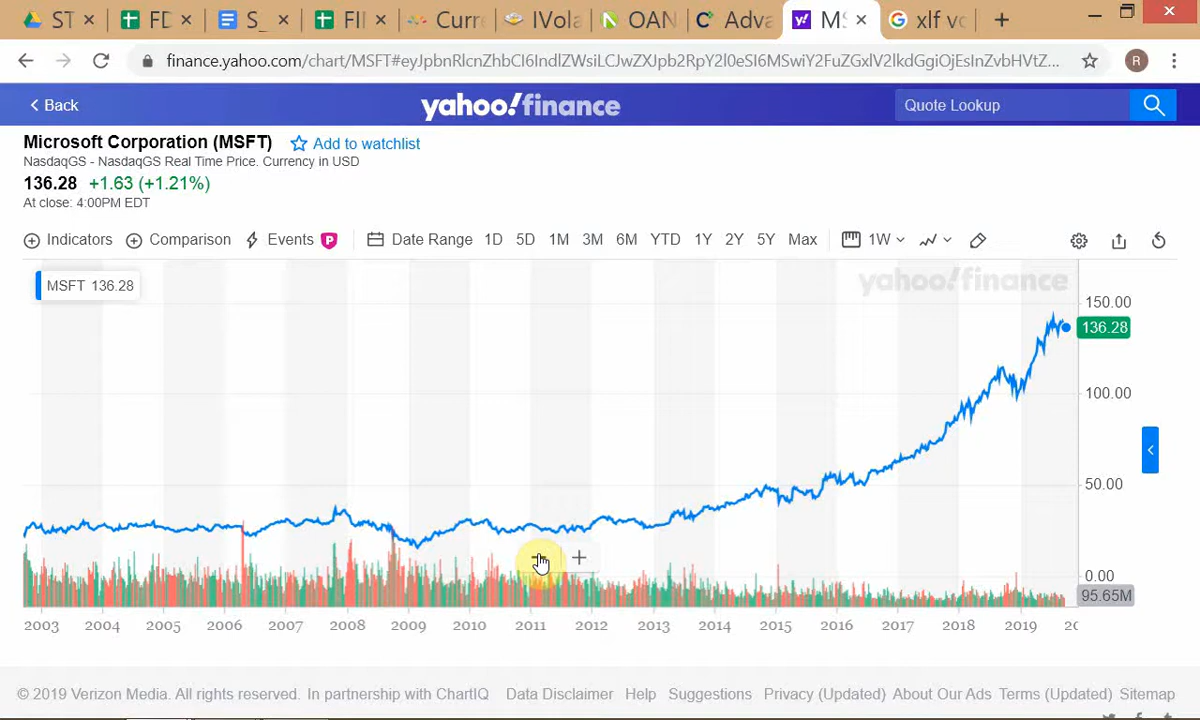 ST FD S_ FII Curre IVola OAN Adva MS xlf vo
finance.yahoo.com/chart/MSFT#eyJpbnRlcnZhbCI6IndlZWsiLCJwZXJpb2RpY2l0eSI6MSwiY2FuZGxlV2lkdGgiOjEsInZvbHVtZ... R
Back yahoo!finance Quote Lookup
Microsoft Corporation (MSFT) Add to watchlist
NasdaqGS - NasdaqGS Real Time Price. Currency in USD
136.28 +1.63 (+1.21%)
At close: 4:00PM EDT
Indicators Comparison Events P Date Range 1D 5D 1M 3M 6M YTD 1Y 2Y 5Y Max 1W
MSFT 136.28 yahoo!finance
150.00
136.28
100.00
50.00
0.00
95.65M
2003 2004 2005 2006 2007 2008 2009 2010 2011 2012 2013 2014 2015 2016 2017 2018 2019
© 2019 Verizon Media. All rights reserved. In partnership with ChartIQ Data Disclaimer Help Suggestions Privacy (Updated) About Our Ads Terms (Updated) Sitemap